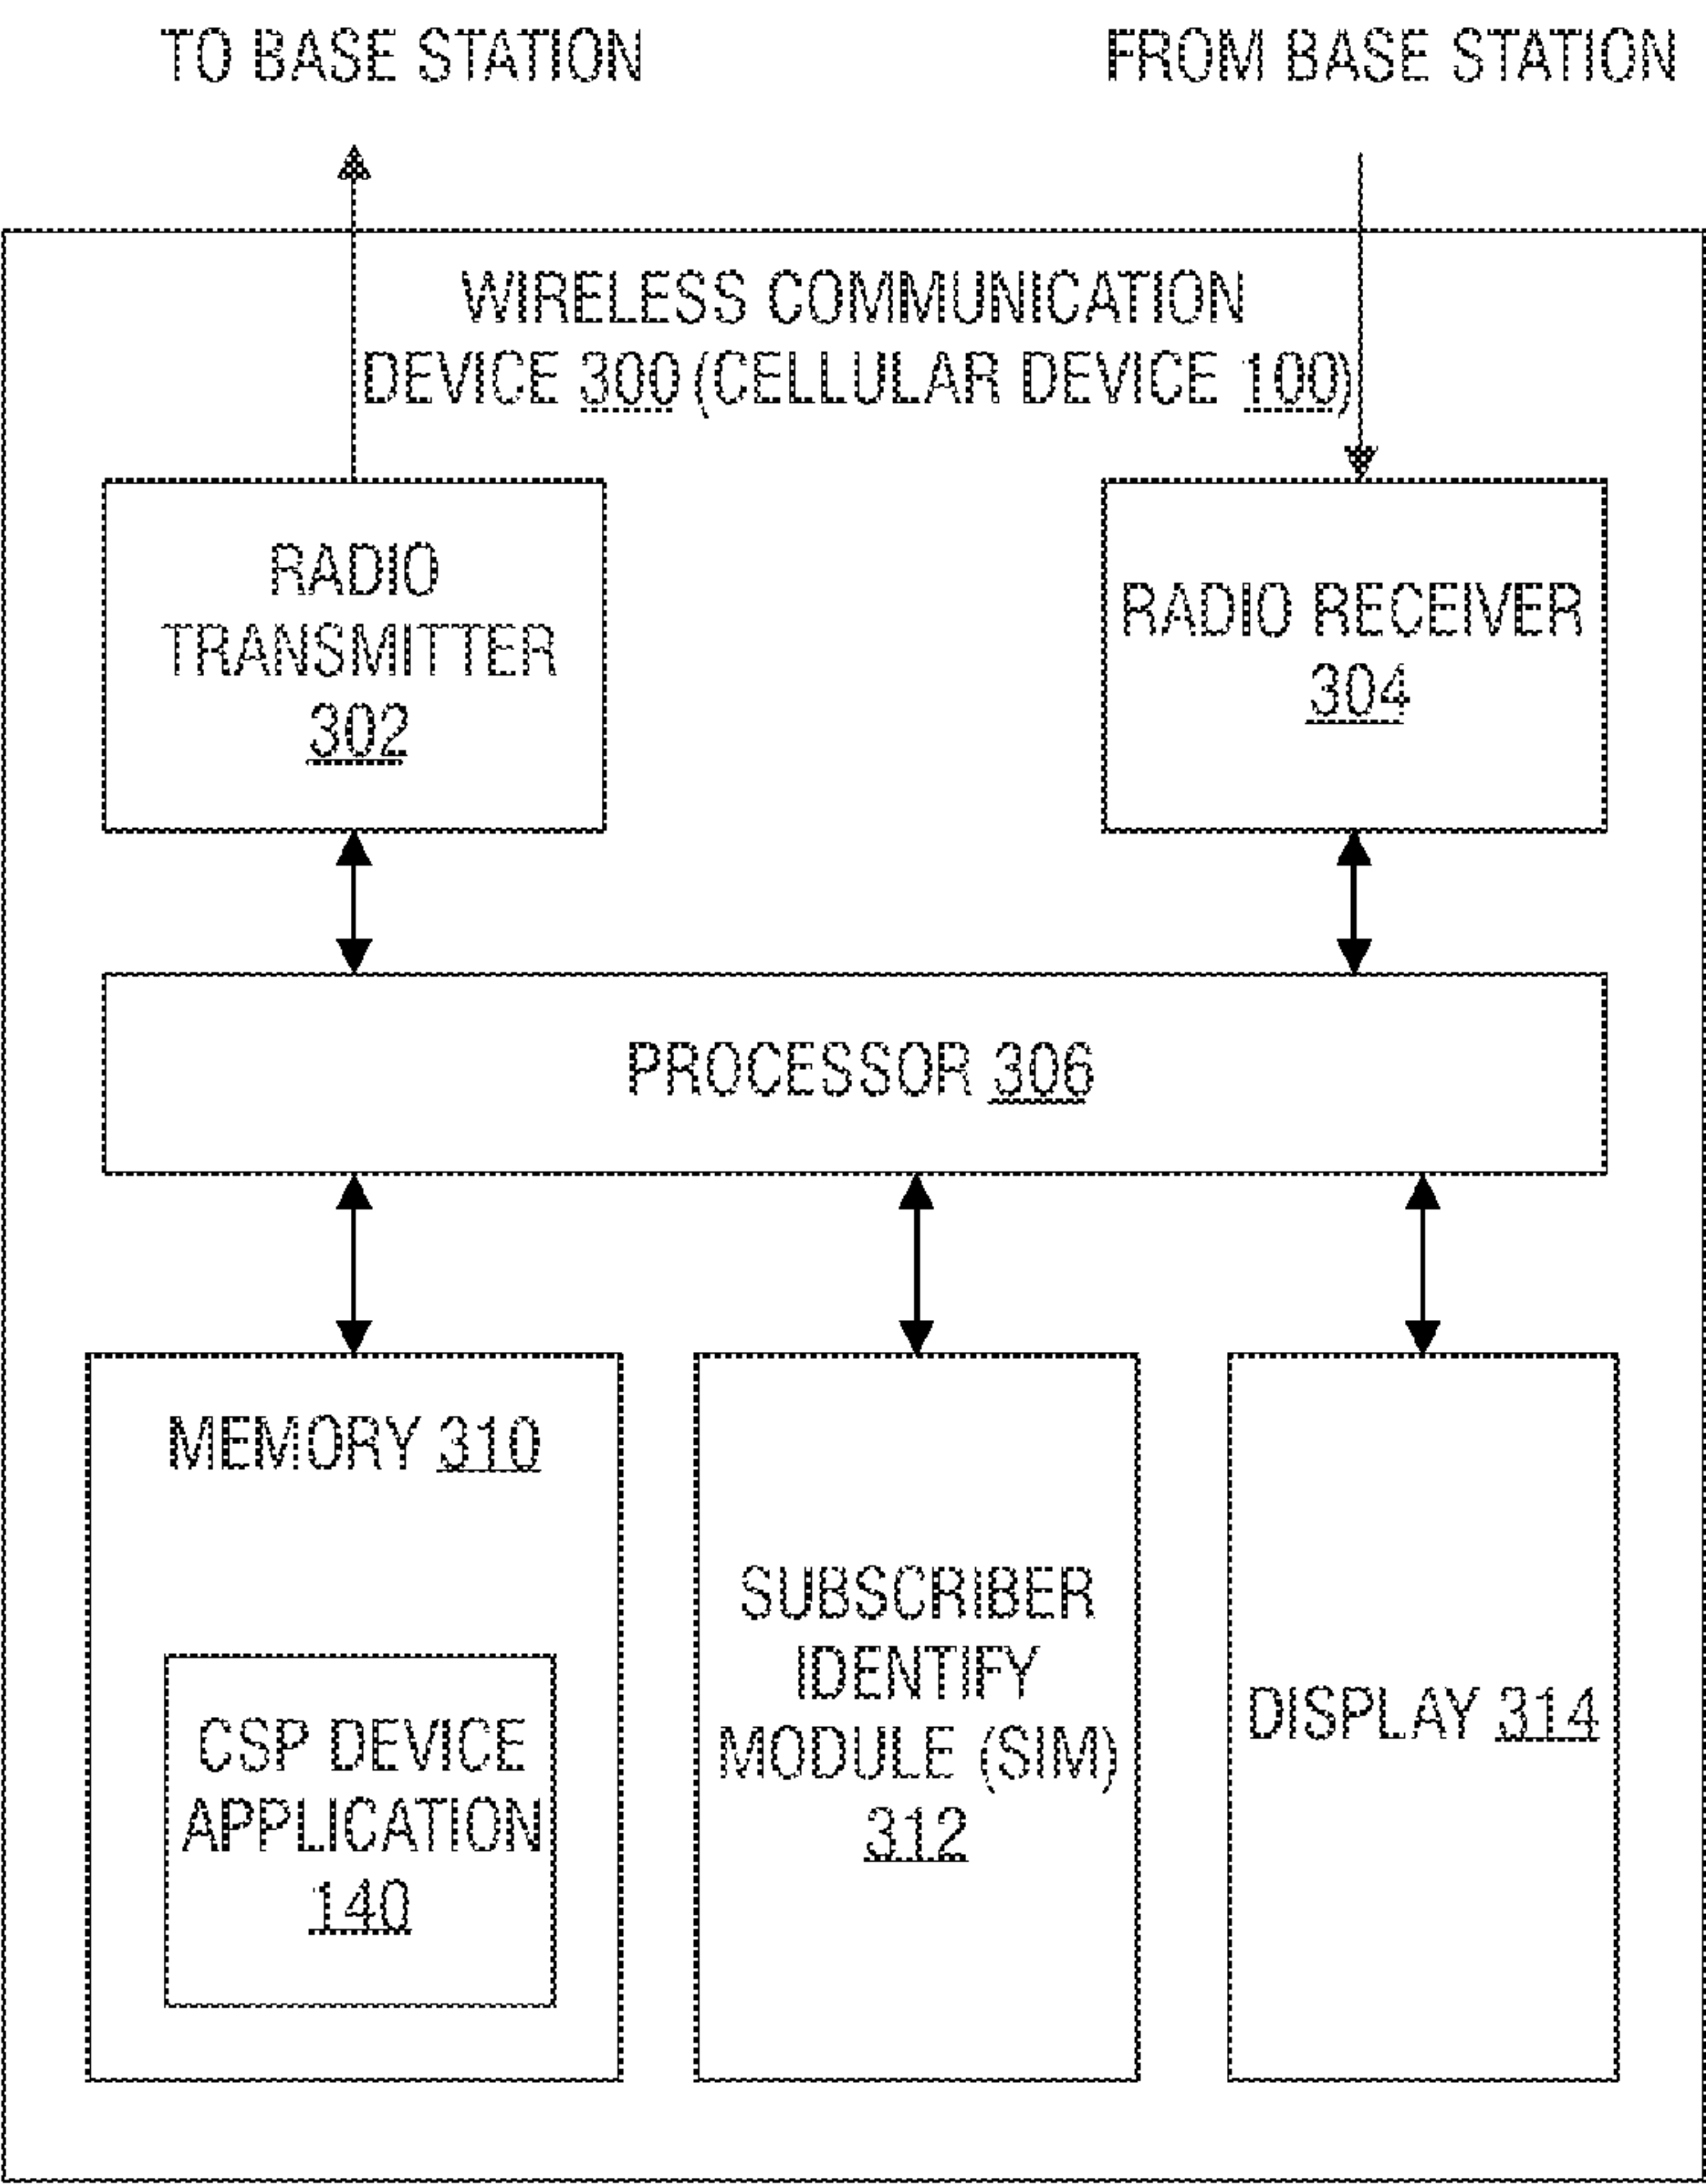 TO BASE STATION
FROM BASE STATION
WIRELESS COMMUNICATION
DEVICE 300 (CELLULAR DEVICE 100)
RADIO
TRANSMITTER
302
RADIO RECEIVER
304
PROCESSOR 306
MEMORY 310
CSP DEVICE
APPLICATION
140
SUBSCRIBER
IDENTIFY
MODULE (SIM)
312
DISPLAY 314